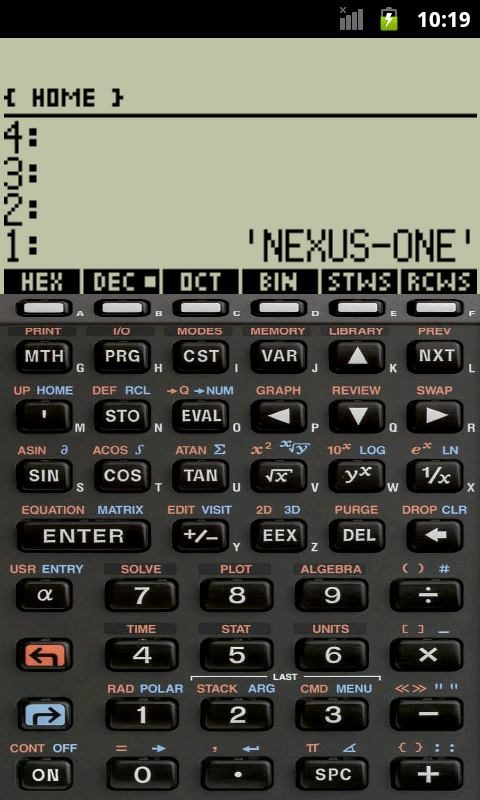 10:19
{ HOME }
4:
3:
2:
1: 'NEXUS-ONE'
HEX DEC ■ OCT BIN STWS RCWS
A B C D E F
PRINT I/O MODES MEMORY LIBRARY PREV
MTH G PRG H CST I VAR J ▲ K NXT L
UP HOME DEF RCL →Q →NUM GRAPH REVIEW SWAP
' M STO N EVAL O ◀ P ▼ Q ▶ R
ASIN ∂ ACOS ∫ ATAN Σ x² ˣ√y 10ˣ LOG eˣ LN
SIN S COS T TAN U √x V yˣ W 1/x X
EQUATION MATRIX EDIT VISIT 2D 3D PURGE DROP CLR
ENTER +/− Y EEX Z DEL ←
USR ENTRY SOLVE PLOT ALGEBRA ( ) #
α 7 8 9 ÷
TIME STAT UNITS [ ] _
4 5 6 ×
LAST
RAD POLAR STACK ARG CMD MENU «» " "
1 2 3 −
CONT OFF = → , ↵ π ∡ { } : :
ON 0 . SPC +